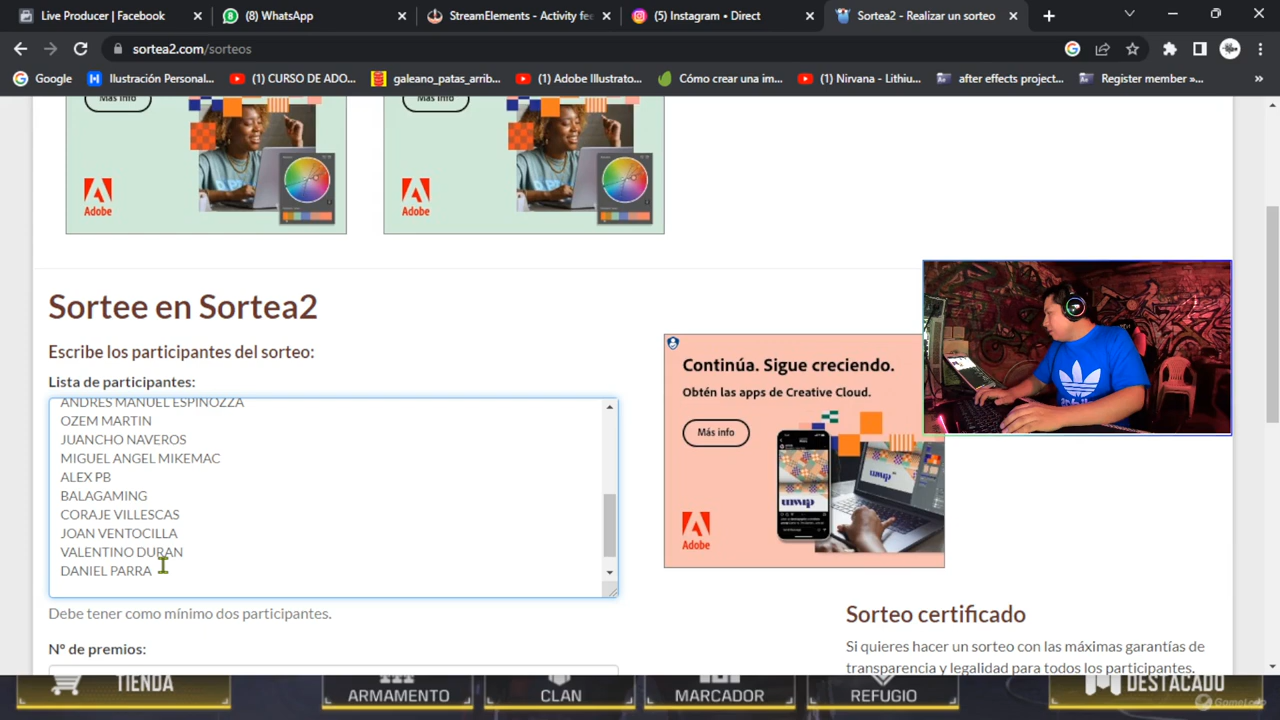 Live Producer | Facebook
(8) WhatsApp
StreamElements - Activity fee
(5) Instagram • Direct
Sortea2 - Realizar un sorteo
sortea2.com/sorteos
Google
Ilustración Personal...
(1) CURSO DE ADO...
galeano_patas_arrib...
(1) Adobe Illustrato...
Cómo crear una im...
(1) Nirvana - Lithiu...
after effects project...
Register member »...
Más info
Más info
Adobe
Adobe
Sortee en Sortea2
Escribe los participantes del sorteo:
Lista de participantes:
ANDRES MANUEL ESPINOZZA
OZEM MARTIN
JUANCHO NAVEROS
MIGUEL ANGEL MIKEMAC
ALEX PB
BALAGAMING
CORAJE VILLESCAS
JOAN VENTOCILLA
VALENTINO DURAN
DANIEL PARRA
Debe tener como mínimo dos participantes.
Nº de premios:
Continúa. Sigue creciendo.
Obtén las apps de Creative Cloud.
Más info
Adobe
Sorteo certificado
Si quieres hacer un sorteo con las máximas garantías de
transparencia y legalidad para todos los participantes.
TIENDA
ARMAMENTO
CLAN
MARCADOR
REFUGIO
DESTACADO
GameLoop